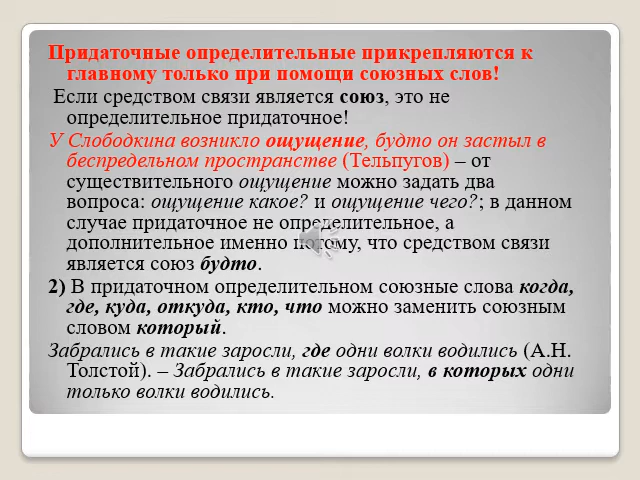 Придаточные определительные прикрепляются к
главному только при помощи союзных слов!
Если средством связи является союз, это не
определительное придаточное!
У Слободкина возникло ощущение, будто он застыл в
беспредельном пространстве (Тельпугов) – от
существительного ощущение можно задать два
вопроса: ощущение какое? и ощущение чего?; в данном
случае придаточное не определительное, а
дополнительное именно потому, что средством связи
является союз будто.
2) В придаточном определительном союзные слова когда,
где, куда, откуда, кто, что можно заменить союзным
словом который.
Забрались в такие заросли, где одни волки водились (А.Н.
Толстой). – Забрались в такие заросли, в которых одни
только волки водились.